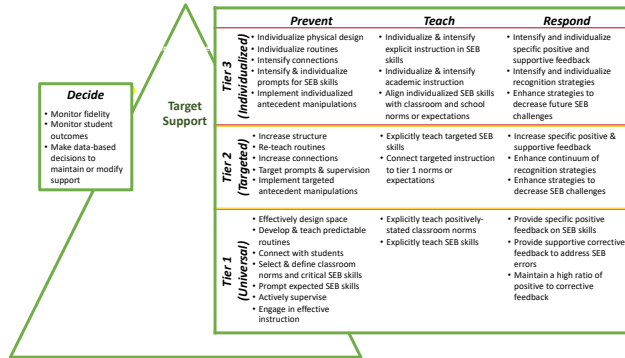 Decide
• Monitor fidelity
• Monitor student
outcomes
• Make data-based
decisions to
maintain or modify
support
Target
Support
Prevent
Teach
Respond
Tier 3
(Individualized)
• Individualize physical design
• Individualize routines
• Intensify connections
• Intensify & individualize
prompts for SEB skills
• Implement individualized
antecedent manipulations
• Individualize & intensify
explicit instruction in SEB
skills
• Individualize & intensify
academic instruction
• Align individualized SEB skills
with classroom and school
norms or expectations
• Intensify and individualize
specific positive and
supportive feedback
• Intensify and individualize
recognition strategies
• Enhance strategies to
decrease future SEB
challenges
Tier 2
(Targeted)
• Increase structure
• Re-teach routines
• Increase connections
• Target prompts & supervision
• Implement targeted
antecedent manipulations
• Explicitly teach targeted SEB
skills
• Connect targeted instruction
to tier 1 norms or
expectations
• Increase specific positive &
supportive feedback
• Enhance continuum of
recognition strategies
• Enhance strategies to
decrease SEB challenges
Tier 1
(Universal)
• Effectively design space
• Develop & teach predictable
routines
• Connect with students
• Select & define classroom
norms and critical SEB skills
• Prompt expected SEB skills
• Actively supervise
• Engage in effective
instruction
• Explicitly teach positively-
stated classroom norms
• Explicitly teach SEB skills
• Provide specific positive
feedback on SEB skills
• Provide supportive corrective
feedback to address SEB
errors
• Maintain a high ratio of
positive to corrective
feedback